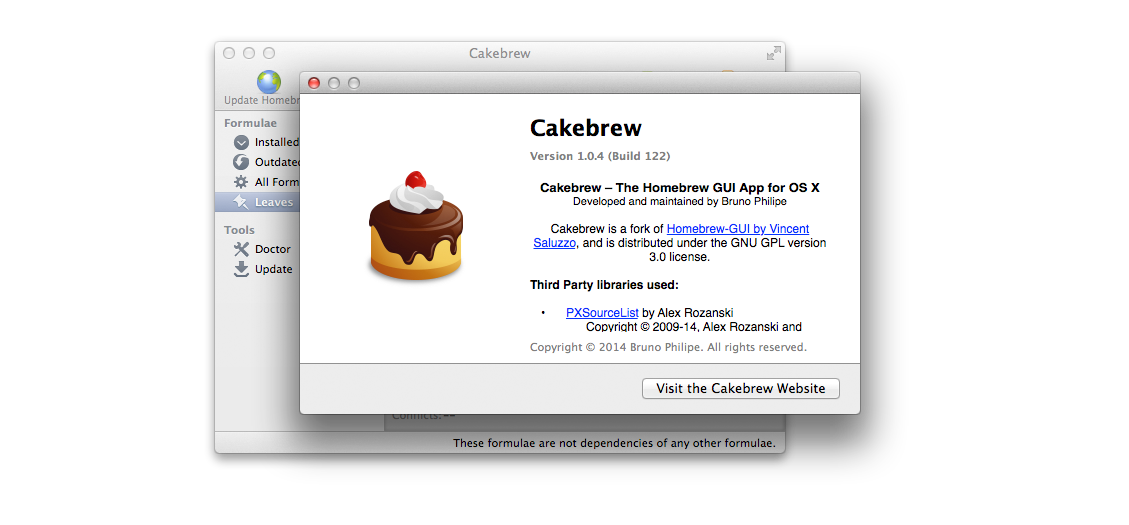 Cakebrew
Update Homebr
Formulae
Installed
Outdated
All Form
Leaves
Tools
Doctor
Update
Cakebrew
Version 1.0.4 (Build 122)
Cakebrew – The Homebrew GUI App for OS X
Developed and maintained by Bruno Philipe
Cakebrew is a fork of Homebrew-GUI by Vincent
Saluzzo, and is distributed under the GNU GPL version
3.0 license.
Third Party libraries used:
• PXSourceList by Alex Rozanski
Copyright © 2009-14, Alex Rozanski and
Copyright © 2014 Bruno Philipe. All rights reserved.
Visit the Cakebrew Website
Conflicts: --
These formulae are not dependencies of any other formulae.